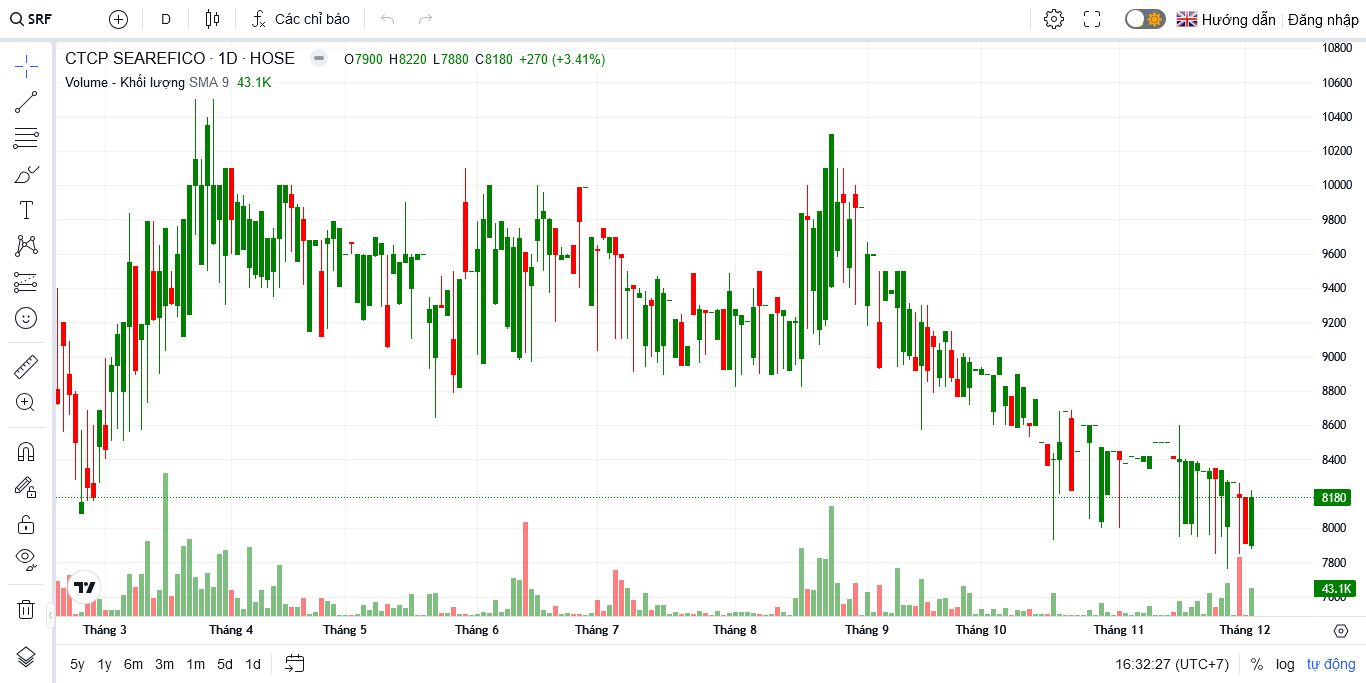 SRF D Các chỉ báo Hướng dẫn Đăng nhập
CTCP SEAREFICO · 1D · HOSE O7900 H8220 L7880 C8180 +270 (+3.41%)
Volume - Khối lượng SMA 9 43.1K
10800
10600
10400
10200
10000
9800
9600
9400
9200
9000
8800
8600
8400
8180
8000
7800
43.1K
7600
Tháng 3 Tháng 4 Tháng 5 Tháng 6 Tháng 7 Tháng 8 Tháng 9 Tháng 10 Tháng 11 Tháng 12
5y 1y 6m 3m 1m 5d 1d 16:32:27 (UTC+7) % log tự động